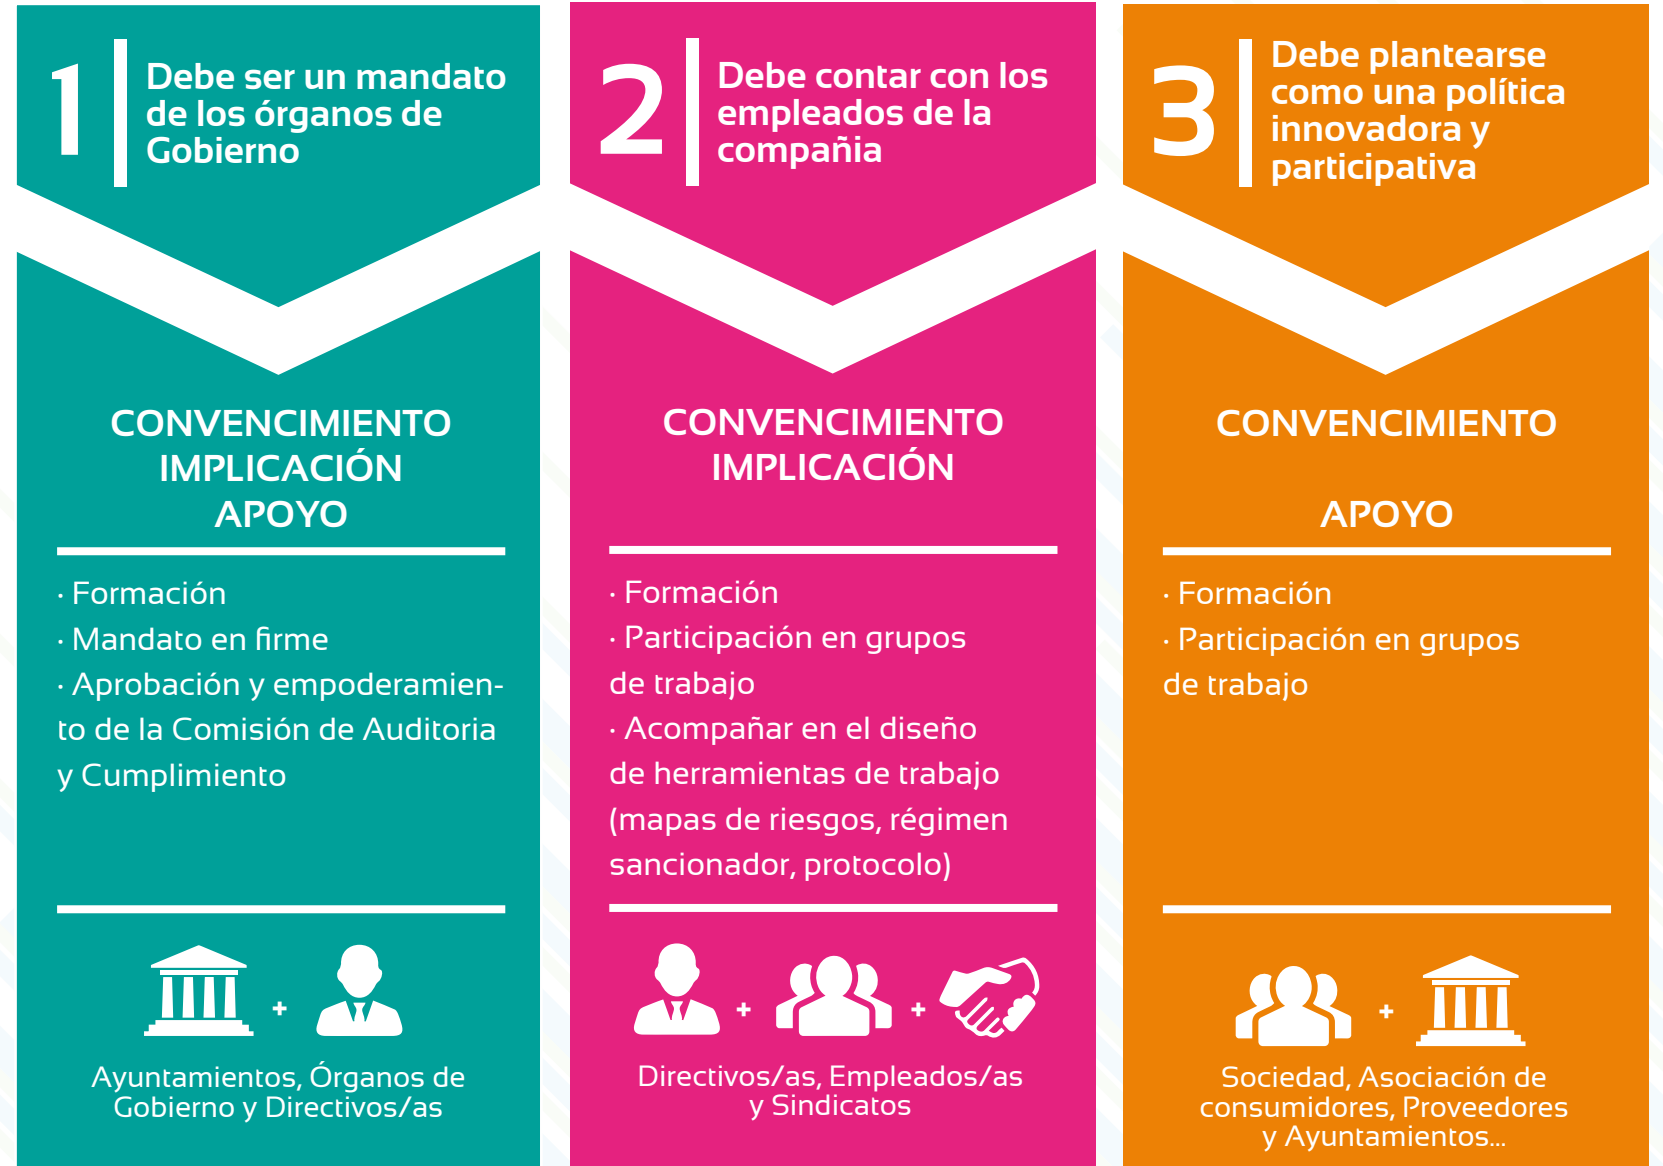 1
Debe ser un mandato
de los órganos de
Gobierno
CONVENCIMIENTO
IMPLICACIÓN
APOYO
· Formación
· Mandato en firme
· Aprobación y empoderamien-
to de la Comisión de Auditoria
y Cumplimiento
+
Ayuntamientos, Órganos de
Gobierno y Directivos/as
2
Debe contar con los
empleados de la
compañia
CONVENCIMIENTO
IMPLICACIÓN
· Formación
· Participación en grupos
de trabajo
· Acompañar en el diseño
de herramientas de trabajo
(mapas de riesgos, régimen
sancionador, protocolo)
+ +
Directivos/as, Empleados/as
y Sindicatos
3
Debe plantearse
como una política
innovadora y
participativa
CONVENCIMIENTO
APOYO
· Formación
· Participación en grupos
de trabajo
+
Sociedad, Asociación de
consumidores, Proveedores
y Ayuntamientos...